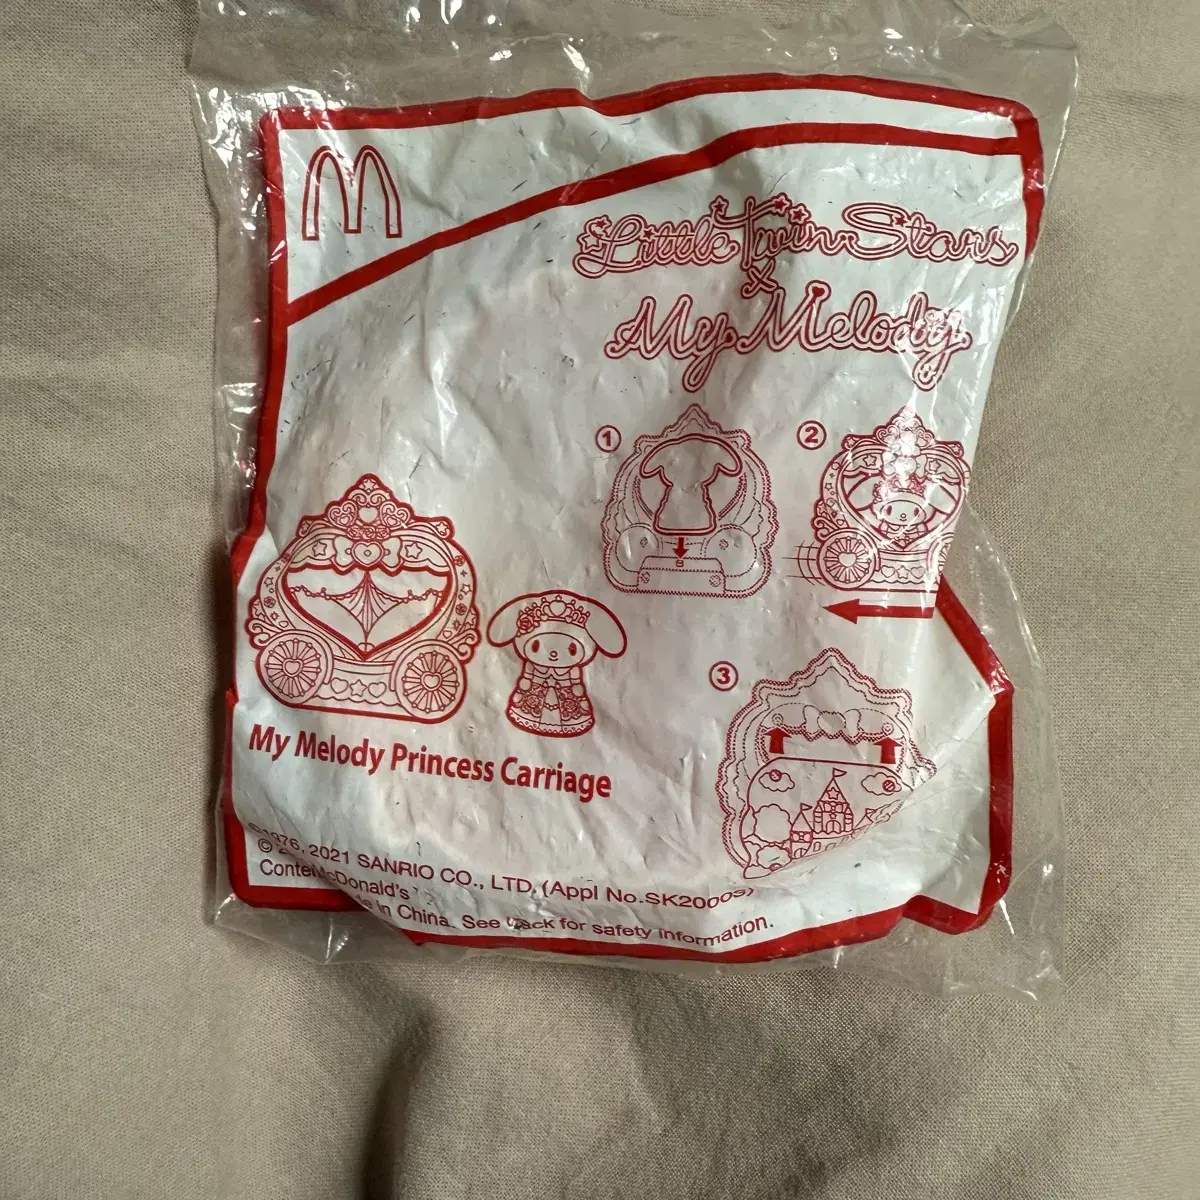 Little Twin Stars
x
My Melody
1
2
3
My Melody Princess Carriage
©1976, 2021 SANRIO CO., LTD. (Appl No.SK20003)
©
McDonald's
in China. See back for safety information.